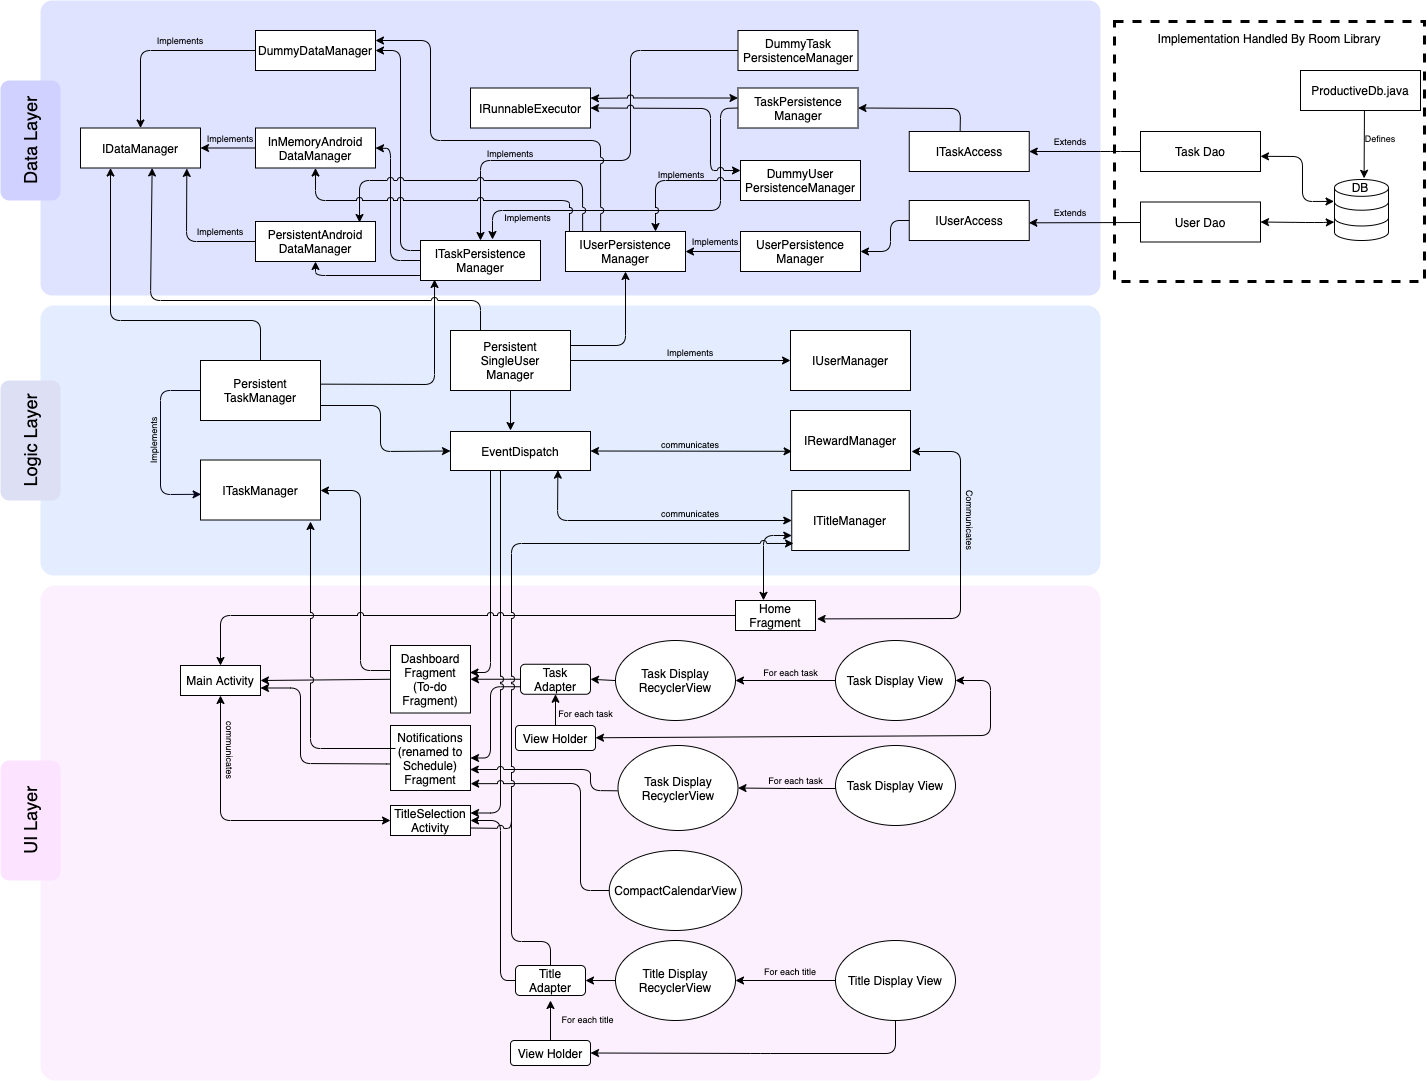 Data Layer
Implements
DummyDataManager
DummyTask
PersistenceManager
IRunnableExecutor
TaskPersistence
Manager
IDataManager
Implements
InMemoryAndroid
DataManager
Implements
ITaskAccess
Implements
DummyUser
PersistenceManager
Implements
IUserAccess
Implements
PersistentAndroid
DataManager
ITaskPersistence
Manager
IUserPersistence
Manager
Implements
UserPersistence
Manager
Implementation Handled By Room Library
ProductiveDb.java
Extends
Task Dao
Defines
DB
Extends
User Dao
Logic Layer
Persistent
SingleUser
Manager
Implements
IUserManager
Persistent
TaskManager
Implements
EventDispatch
communicates
IRewardManager
ITaskManager
communicates
ITitleManager
Communicates
UI Layer
Home
Fragment
Main Activity
Dashboard
Fragment
(To-do
Fragment)
Task
Adapter
Task Display
RecyclerView
For each task
Task Display View
For each task
View Holder
communicates
Notifications
(renamed to
Schedule)
Fragment
Task Display
RecyclerView
For each task
Task Display View
TitleSelection
Activity
CompactCalendarView
Title
Adapter
Title Display
RecyclerView
For each title
Title Display View
For each title
View Holder